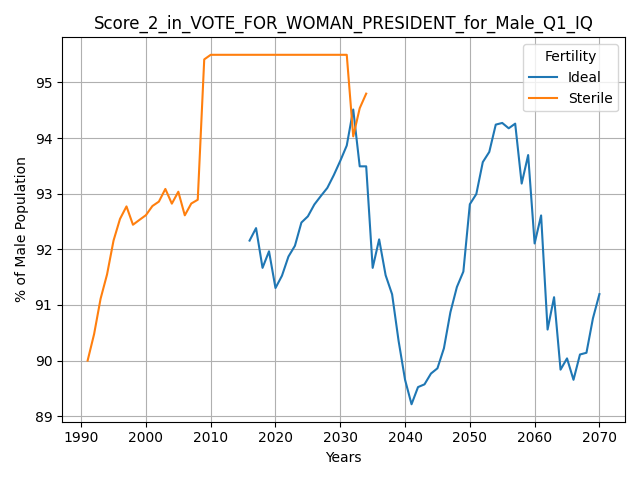 Score_2_in_VOTE_FOR_WOMAN_PRESIDENT_for_Male_Q1_IQ
Fertility
Ideal
Sterile
% of Male Population
95
94
93
92
91
90
89
1990 2000 2010 2020 2030 2040 2050 2060 2070
Years